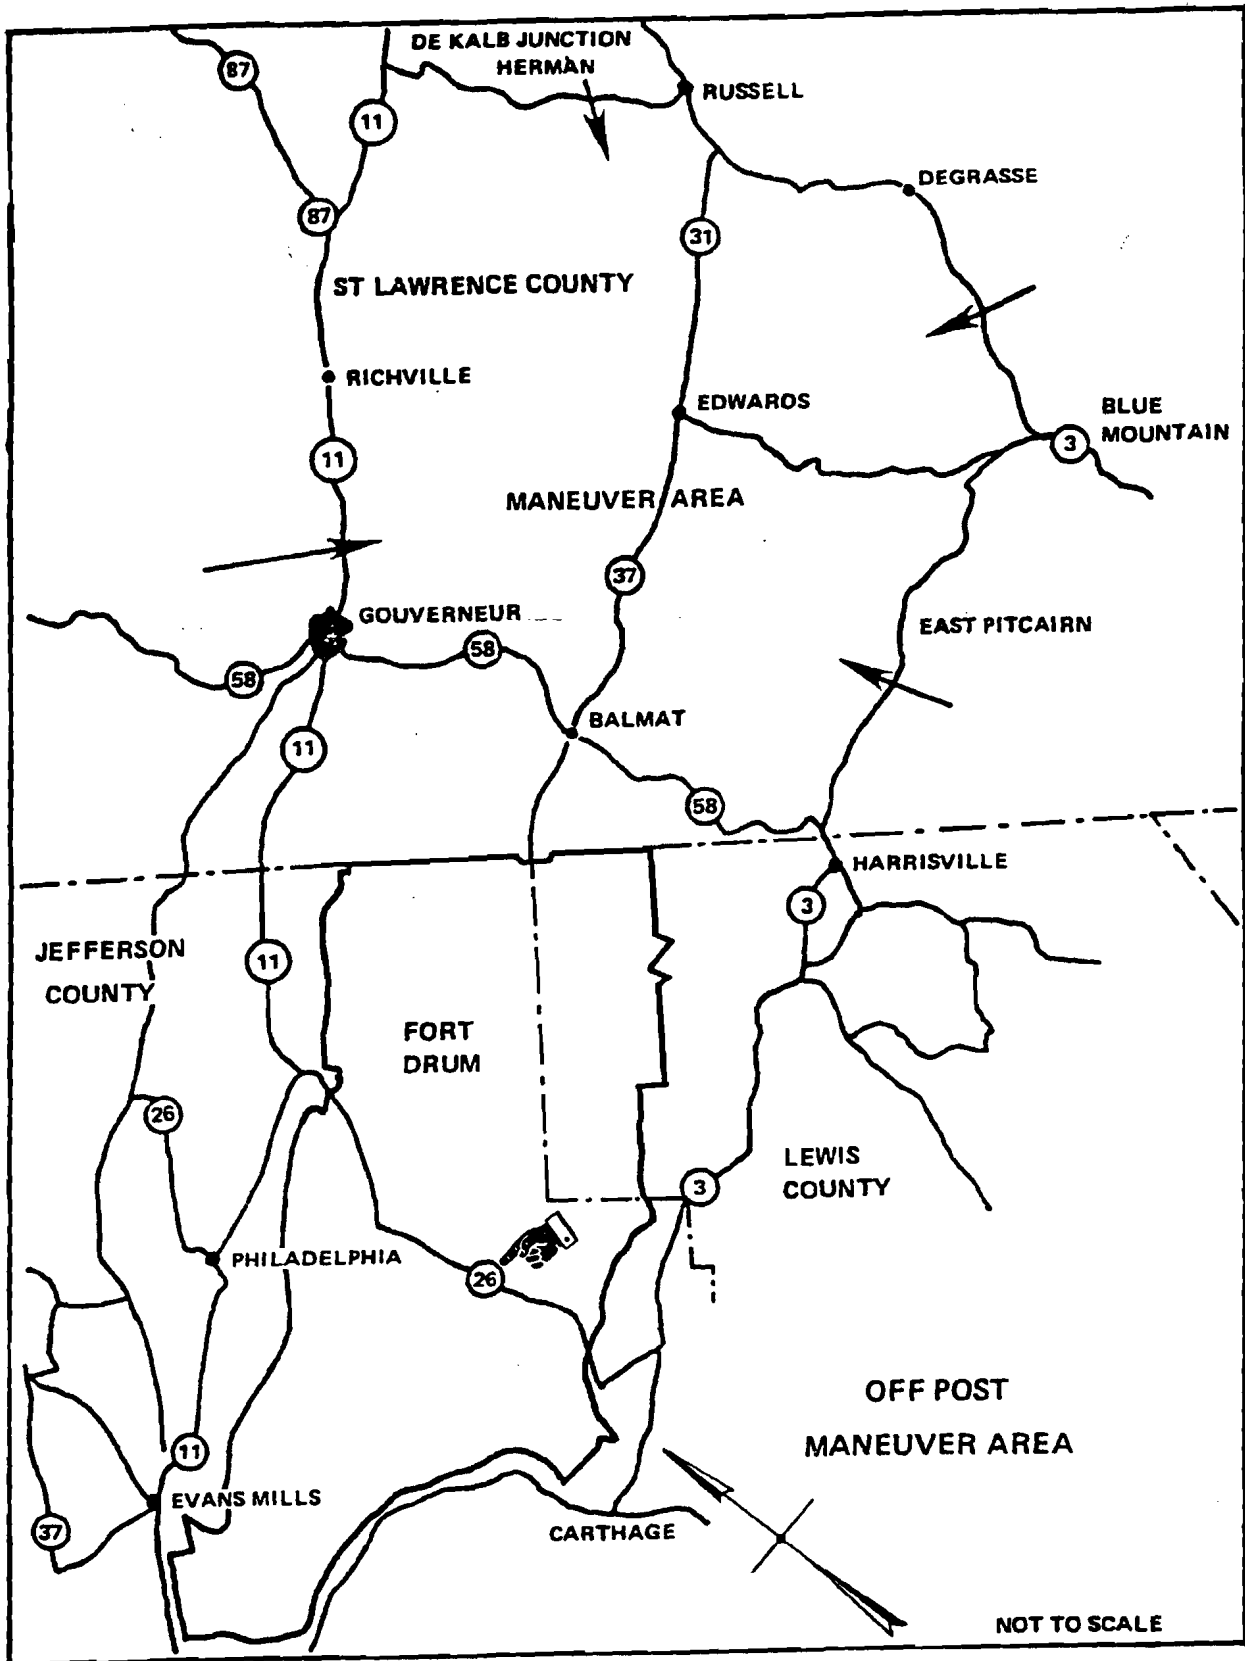 DE KALB JUNCTION
HERMAN
87
RUSSELL
11
DEGRASSE
87
31
ST LAWRENCE COUNTY
RICHVILLE
EDWAROS
BLUE
MOUNTAIN
3
11
MANEUVER AREA
37
GOUVERNEUR
EAST PITCAIRN
58
58
BALMAT
11
58
HARRISVILLE
3
JEFFERSON
COUNTY
11
FORT
DRUM
26
LEWIS
COUNTY
3
PHILADELPHIA
26
OFF POST
MANEUVER AREA
11
EVANS MILLS
37
CARTHAGE
NOT TO SCALE